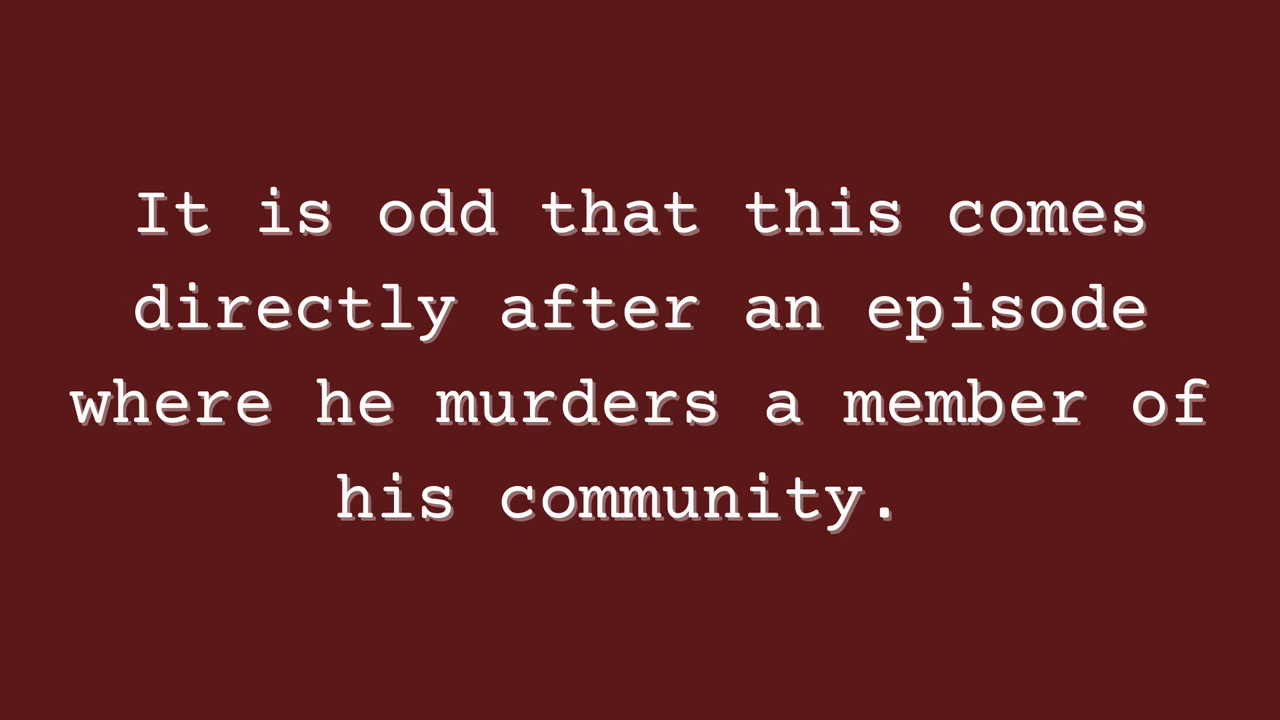 It is odd that this comes
directly after an episode
where he murders a member of
his community.